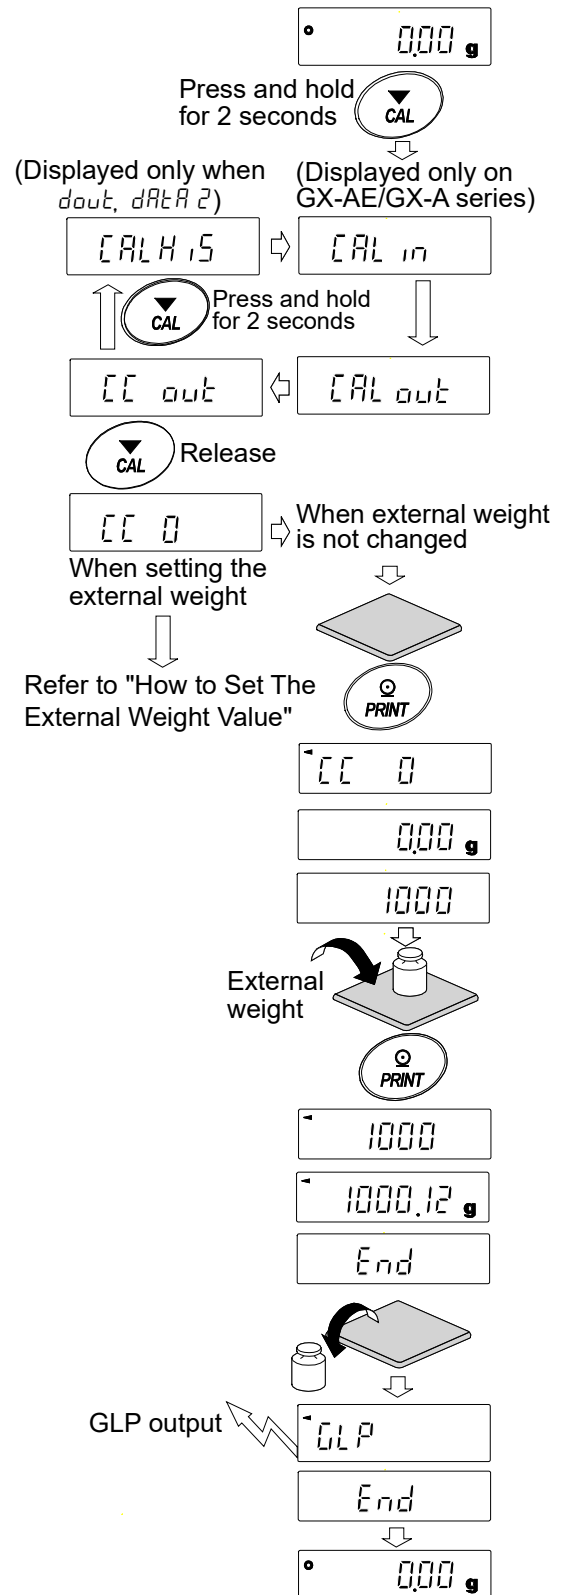 0.00 g
Press and hold
for 2 seconds
CAL
(Displayed only when
dout, dAtA 2)
(Displayed only on
GX-AE/GX-A series)
CALHiS
CAL in
CAL
Press and hold
for 2 seconds
CC out
CAL out
CAL
Release
CC 0
When external weight
is not changed
When setting the
external weight
Refer to "How to Set The
External Weight Value"
PRINT
CC 0
0.00 g
1000
External
weight
PRINT
1000
1000.12 g
End
GLP output
GLP
End
0.00 g